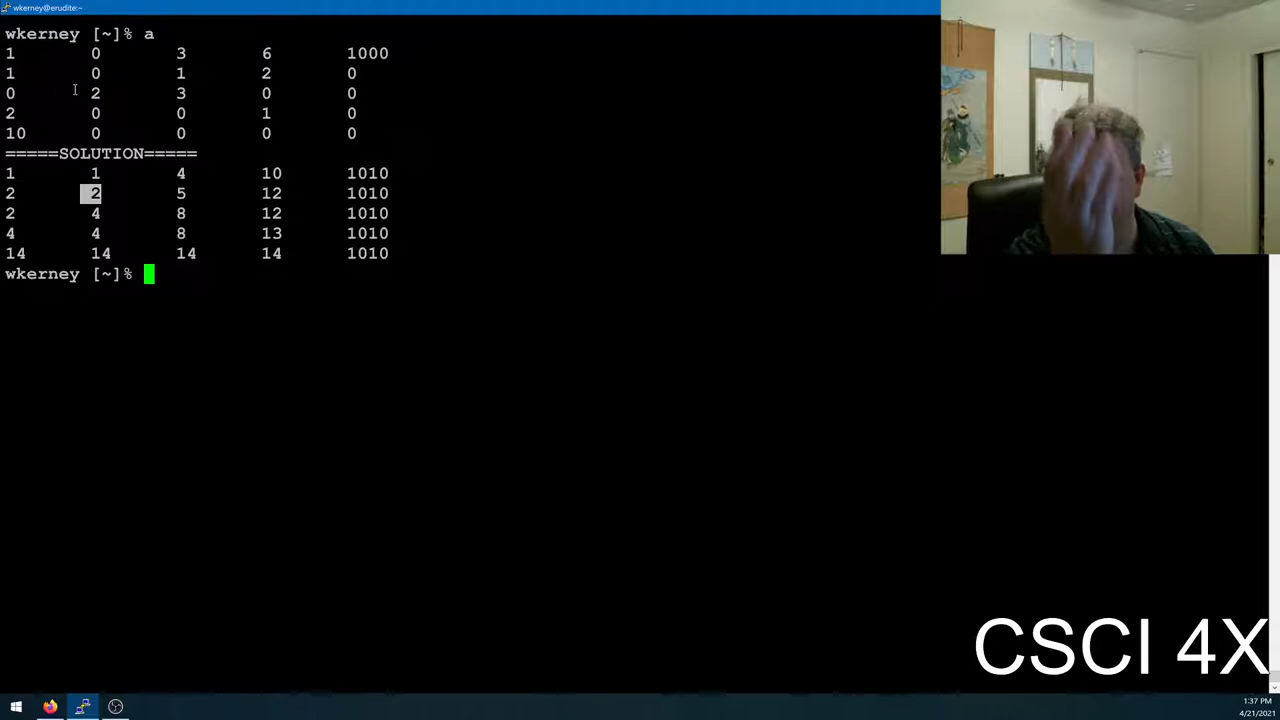 wkerney@erudite:~
wkerney [~]% a
1 0 3 6 1000
1 0 1 2 0
0 2 3 0 0
2 0 0 1 0
10 0 0 0 0
=====SOLUTION=====
1 1 4 10 1010
2 2 5 12 1010
2 4 8 12 1010
4 4 8 13 1010
14 14 14 14 1010
wkerney [~]%
CSCI 4X
1:37 PM
4/21/2021